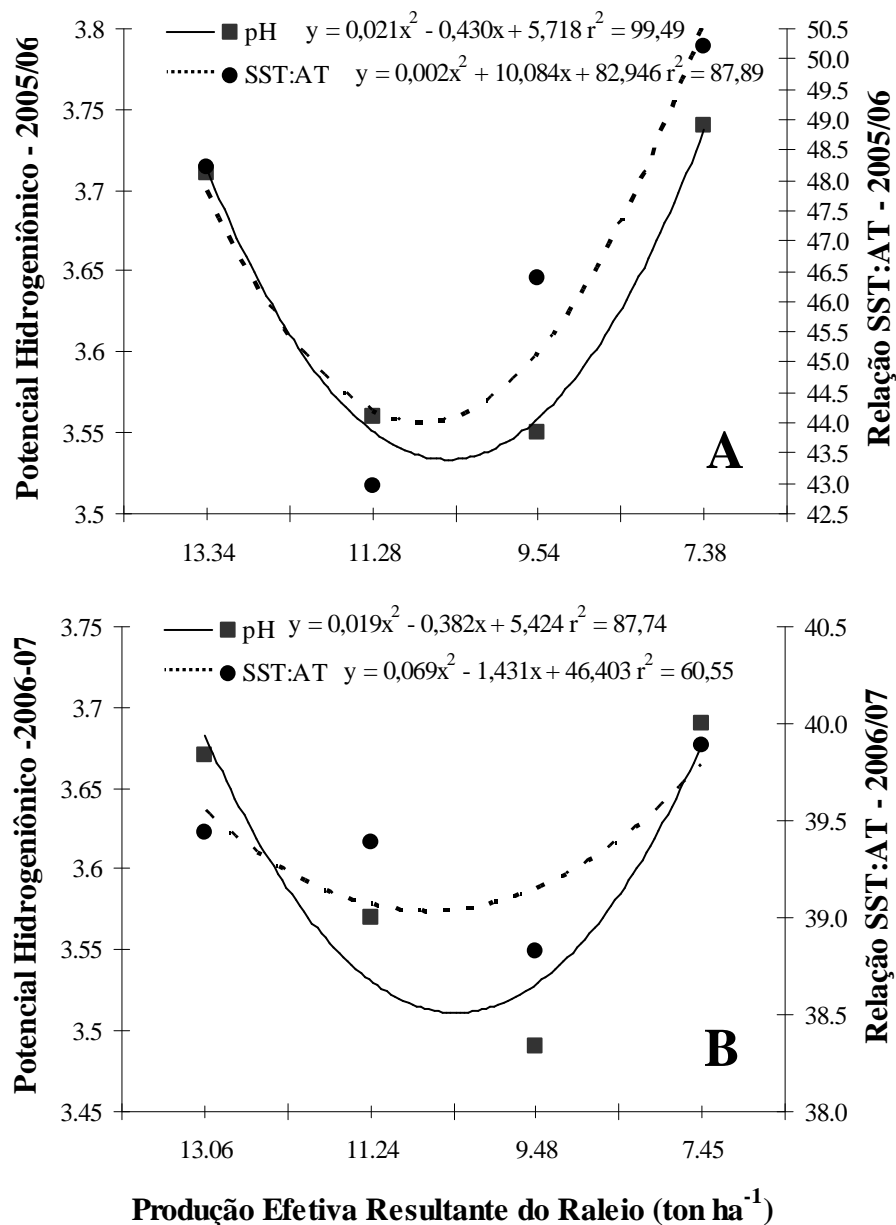 pH y = 0,021x² - 0,430x + 5,718 r² = 99,49
SST:AT y = 0,002x² + 10,084x + 82,946 r² = 87,89
Potencial Hidrogeniônico - 2005/06
3.8
3.75
3.7
3.65
3.6
3.55
3.5
50.5
50.0
49.5
49.0
48.5
48.0
47.5
47.0
46.5
46.0
45.5
45.0
44.5
44.0
43.5
43.0
42.5
Relação SST:AT - 2005/06
A
13.34 11.28 9.54 7.38
pH y = 0,019x² - 0,382x + 5,424 r² = 87,74
SST:AT y = 0,069x² - 1,431x + 46,403 r² = 60,55
Potencial Hidrogeniônico -2006-07
3.75
3.7
3.65
3.6
3.55
3.5
3.45
40.5
40.0
39.5
39.0
38.5
38.0
Relação SST:AT - 2006/07
B
13.06 11.24 9.48 7.45
Produção Efetiva Resultante do Raleio (ton ha⁻¹)